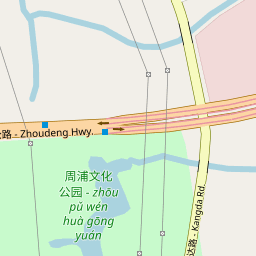 路 - Zhoudeng Hwy.
周浦文化
公园 - zhōu
pǔ wén
huà gōng
yuán
达路 - Kangda Rd.